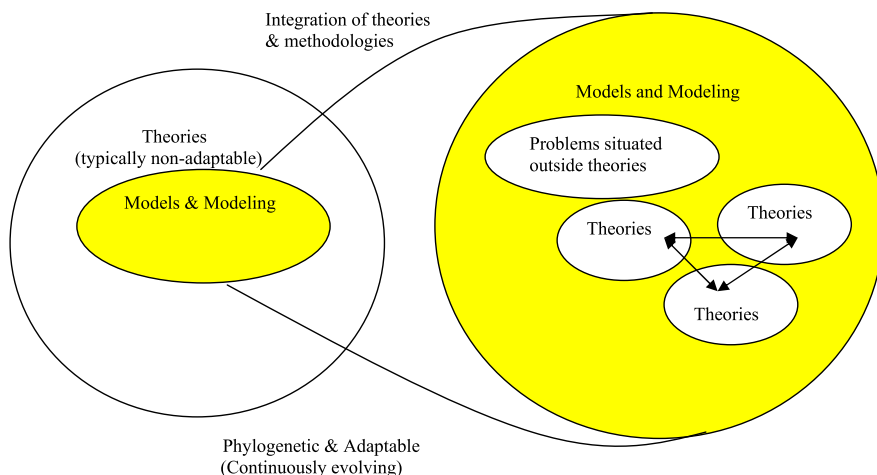 Integration of theories
& methodologies
Theories
(typically non-adaptable)
Models & Modeling
Phylogenetic & Adaptable
(Continuously evolving)
Models and Modeling
Problems situated
outside theories
Theories
Theories
Theories